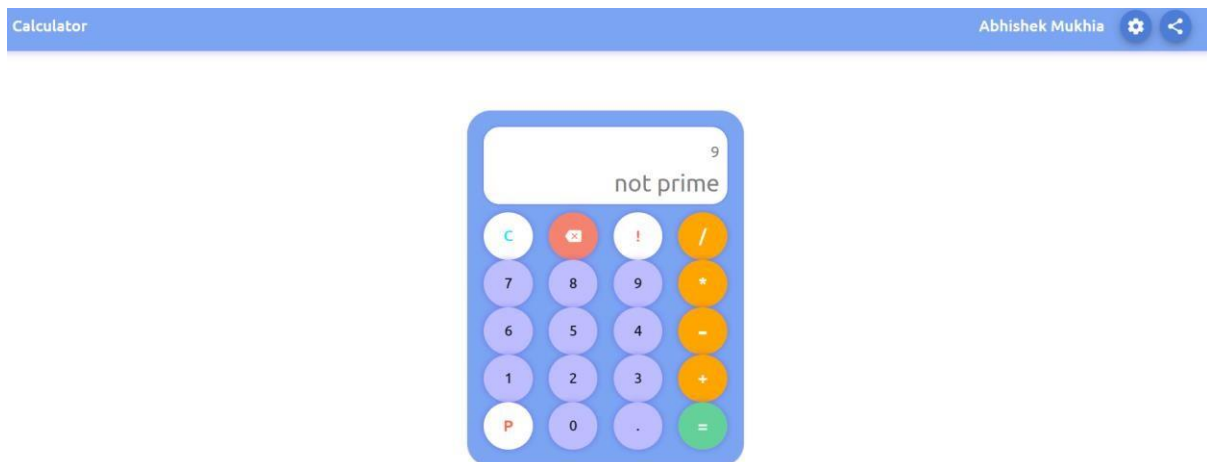 Calculator Abhishek Mukhia
9
not prime
C ! /
7 8 9 *
6 5 4 -
1 2 3 +
P 0 . =